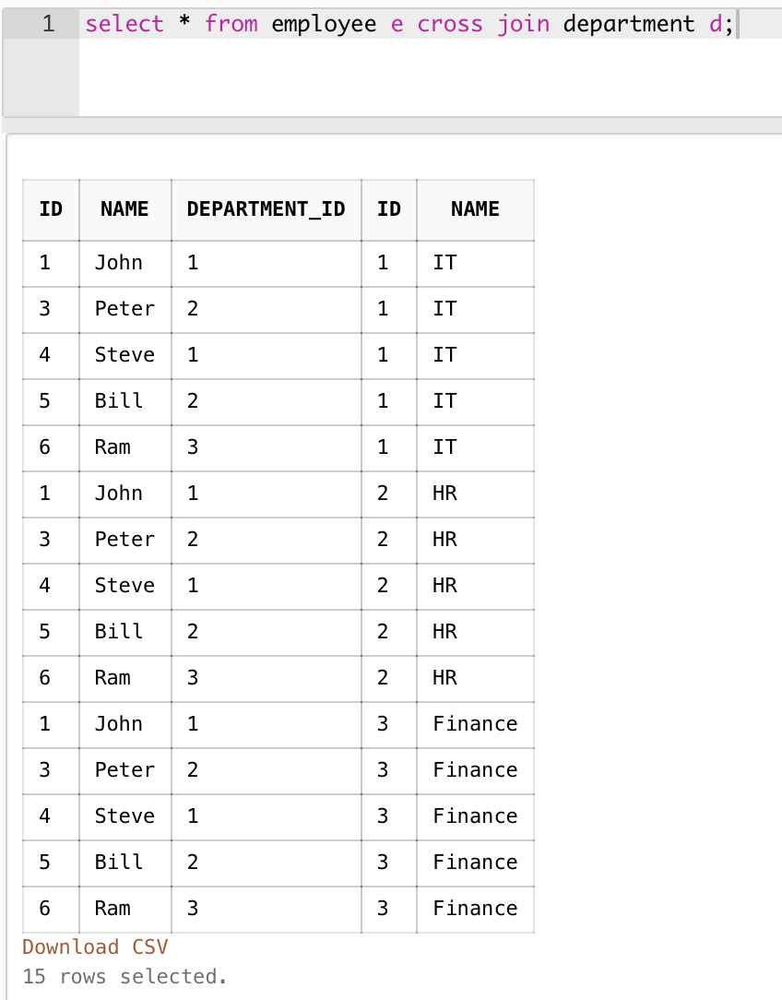 1 select * from employee e cross join department d;
ID NAME DEPARTMENT_ID ID NAME
1 John 1 1 IT
3 Peter 2 1 IT
4 Steve 1 1 IT
5 Bill 2 1 IT
6 Ram 3 1 IT
1 John 1 2 HR
3 Peter 2 2 HR
4 Steve 1 2 HR
5 Bill 2 2 HR
6 Ram 3 2 HR
1 John 1 3 Finance
3 Peter 2 3 Finance
4 Steve 1 3 Finance
5 Bill 2 3 Finance
6 Ram 3 3 Finance
Download CSV
15 rows selected.